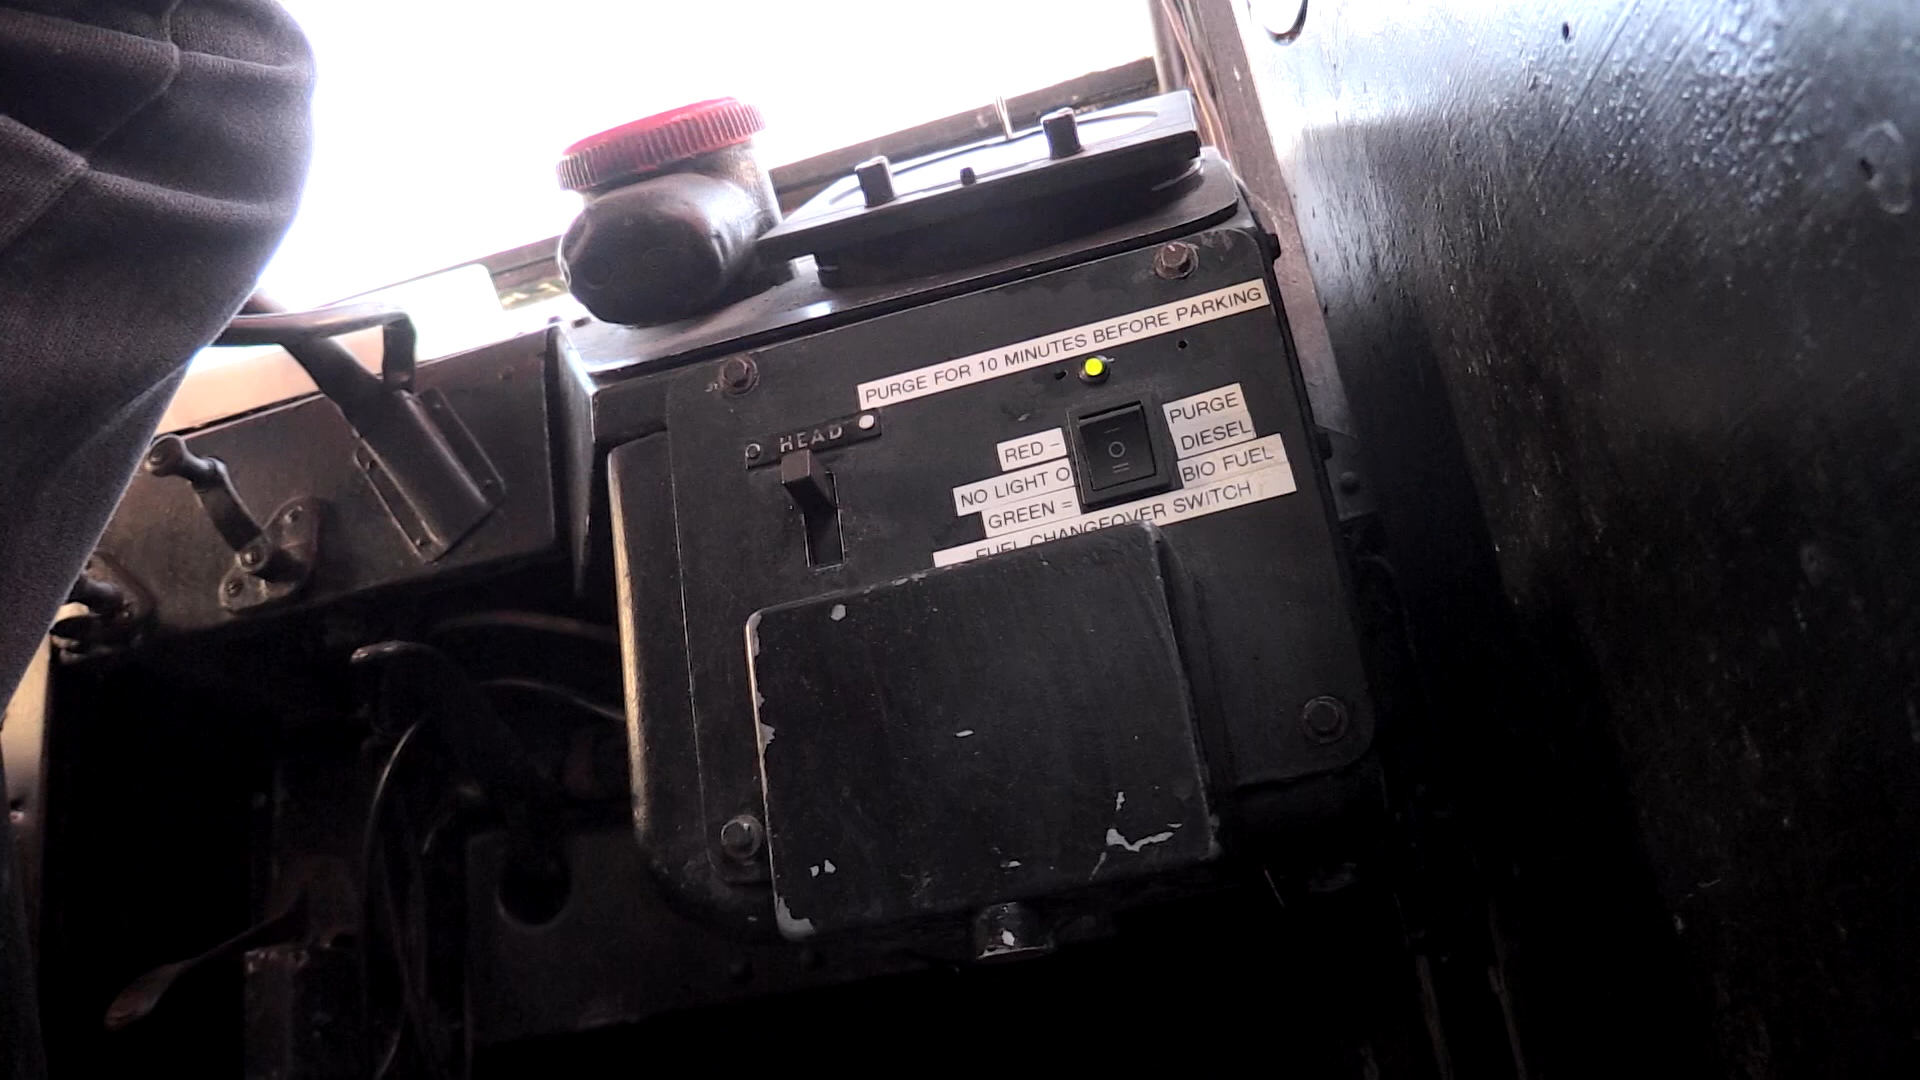 PURGE FOR 10 MINUTES BEFORE PARKING
HEAD
RED –
NO LIGHT O
GREEN =
PURGE
DIESEL
BIO FUEL
FUEL CHANGEOVER SWITCH